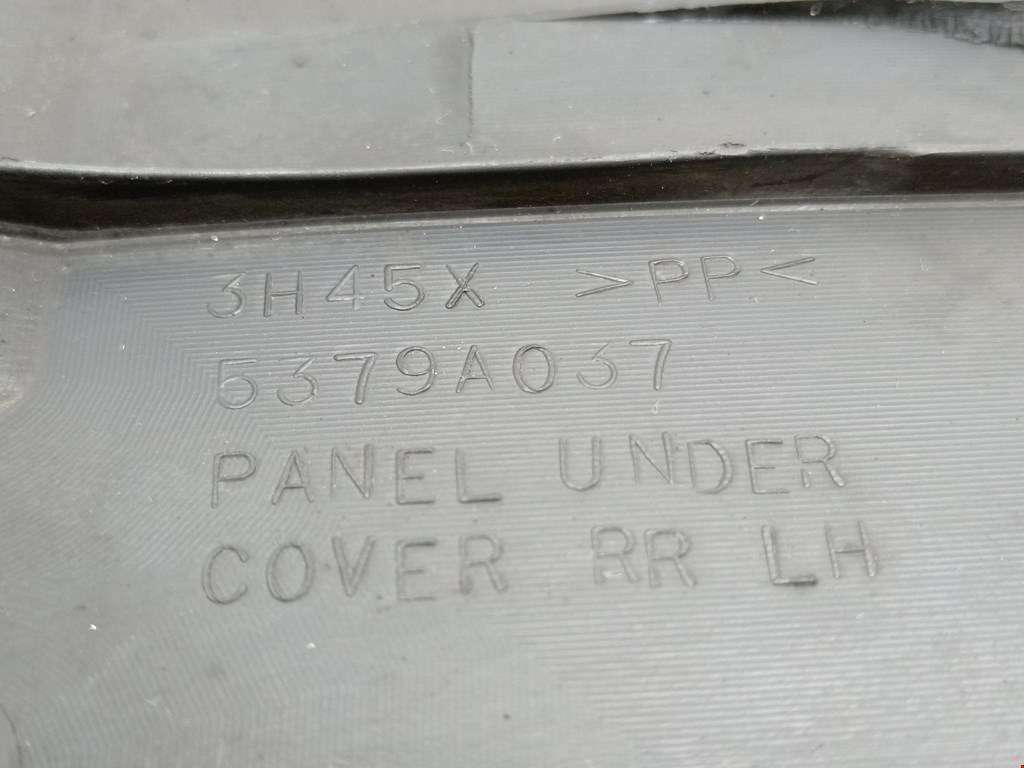 3H45X >PP<
5379A037
PANEL UNDER
COVER RR LH